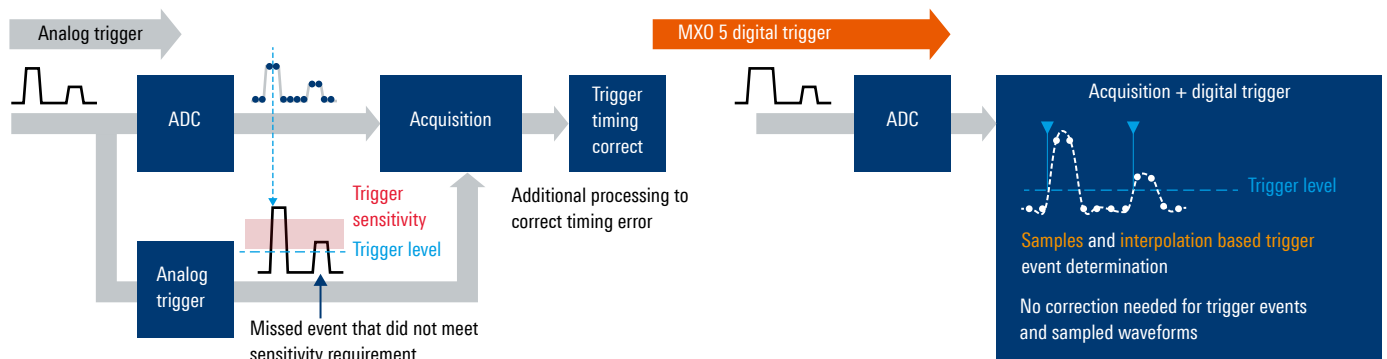 Analog trigger
ADC
Acquisition
Trigger
timing
correct
Additional processing to
correct timing error
Trigger
sensitivity
Trigger level
Analog
trigger
Missed event that did not meet
sensitivity requirement
MXO 5 digital trigger
ADC
Acquisition + digital trigger
Trigger level
Samples and interpolation based trigger
event determination
No correction needed for trigger events
and sampled waveforms